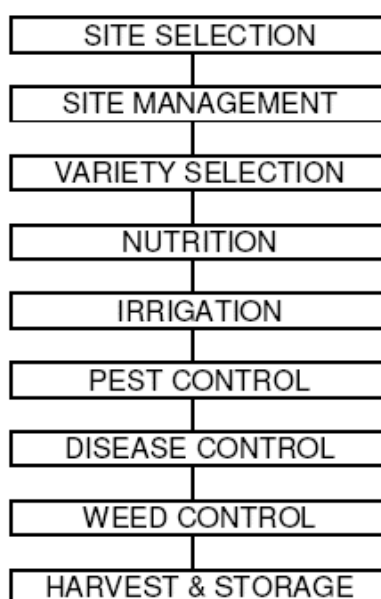 SITE SELECTION
SITE MANAGEMENT
VARIETY SELECTION
NUTRITION
IRRIGATION
PEST CONTROL
DISEASE CONTROL
WEED CONTROL
HARVEST & STORAGE